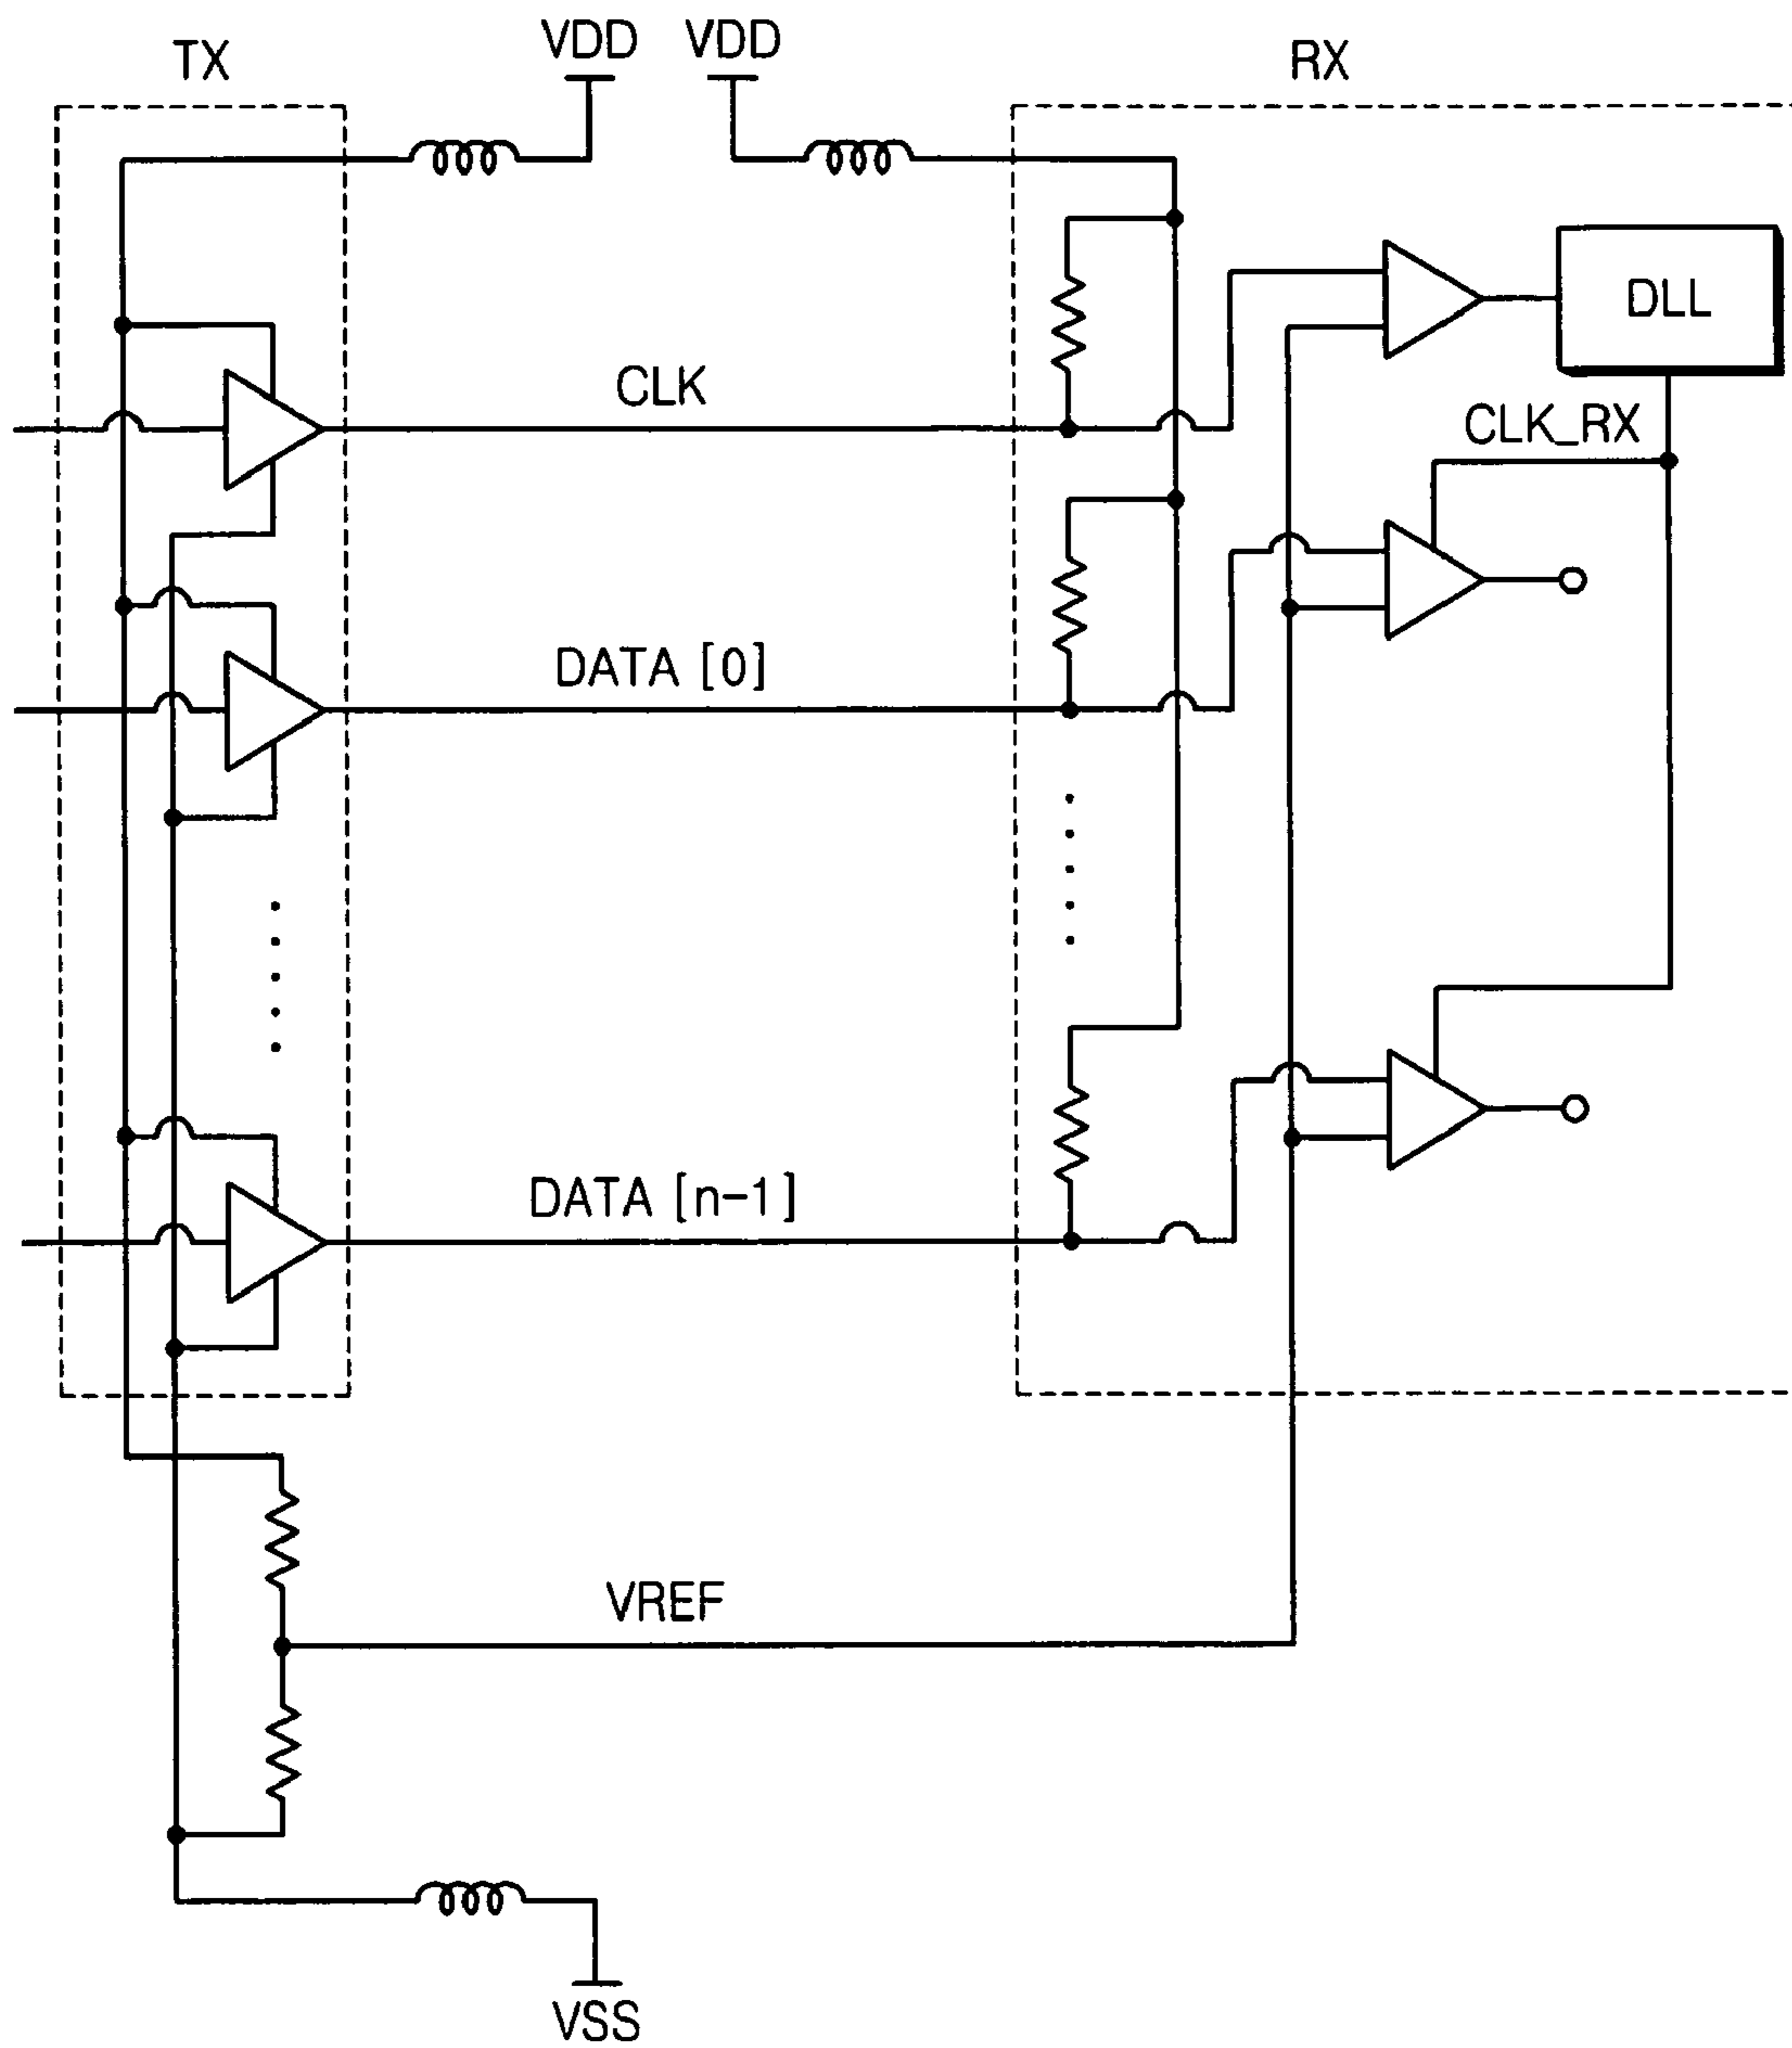 TX
VDD
VDD
RX
DLL
CLK
CLK_RX
DATA [0]
DATA [n-1]
VREF
VSS